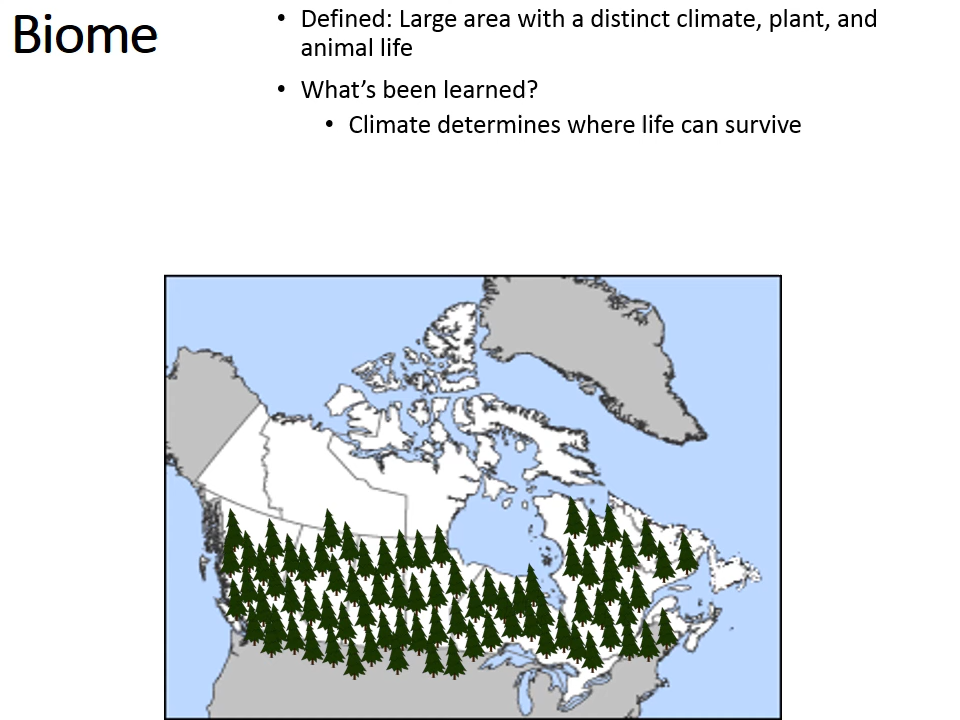 Biome
• Defined: Large area with a distinct climate, plant, and
animal life
• What’s been learned?
• Climate determines where life can survive